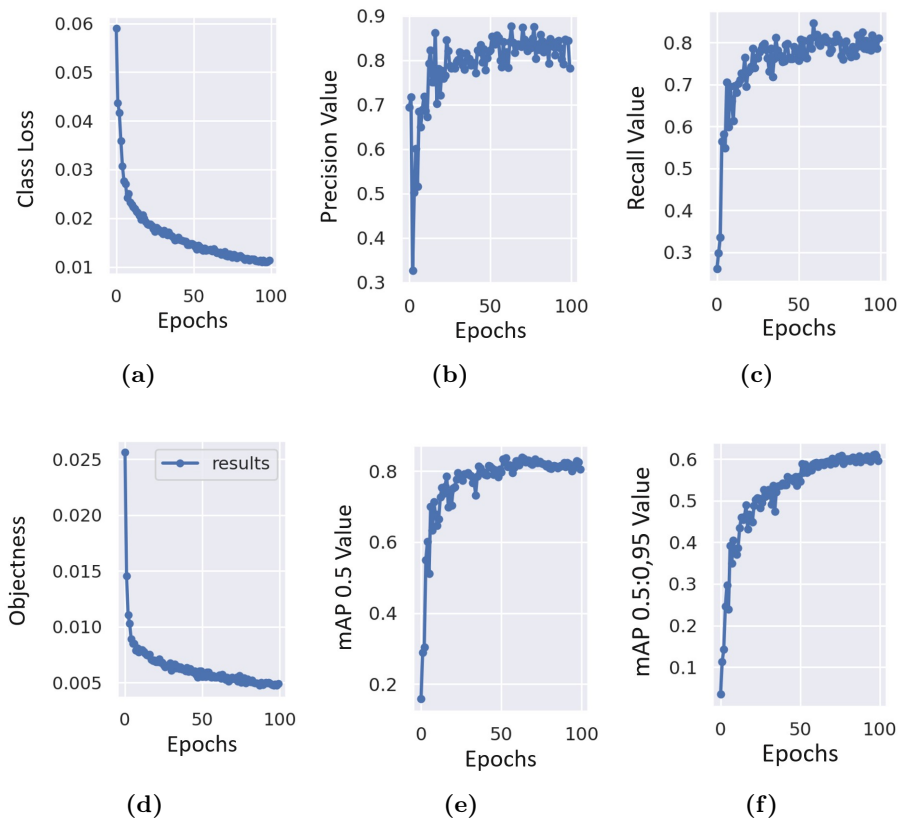 Class Loss
0.06
0.05
0.04
0.03
0.02
0.01
0 50 100
Epochs
(a)
Precision Value
0.9
0.8
0.7
0.6
0.5
0.4
0.3
0 50 100
Epochs
(b)
Recall Value
0.8
0.7
0.6
0.5
0.4
0.3
0 50 100
Epochs
(c)
Objectness
0.025
0.020
0.015
0.010
0.005
results
0 50 100
Epochs
(d)
mAP 0.5 Value
0.8
0.6
0.4
0.2
0 50 100
Epochs
(e)
mAP 0.5:0,95 Value
0.6
0.5
0.4
0.3
0.2
0.1
0 50 100
Epochs
(f)